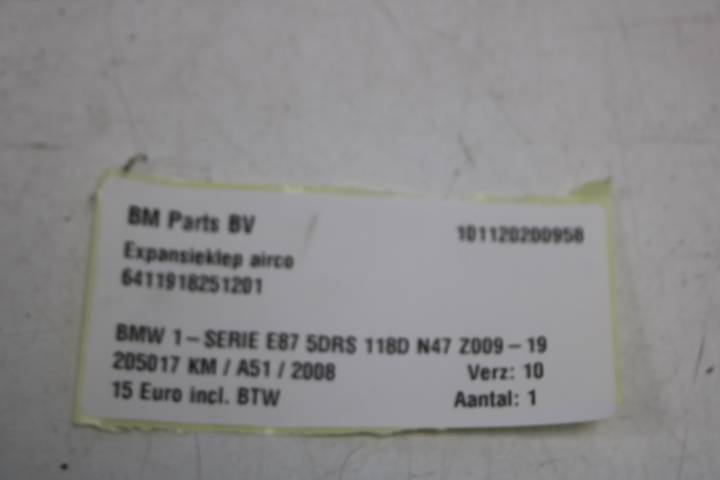 BM Parts BV 101120200958
Expansieklep airco
6411918251201
BMW 1-SERIE E87 5DRS 118D N47 Z009-19
205017 KM / A51 / 2008 Verz: 10
15 Euro incl. BTW Aantal: 1